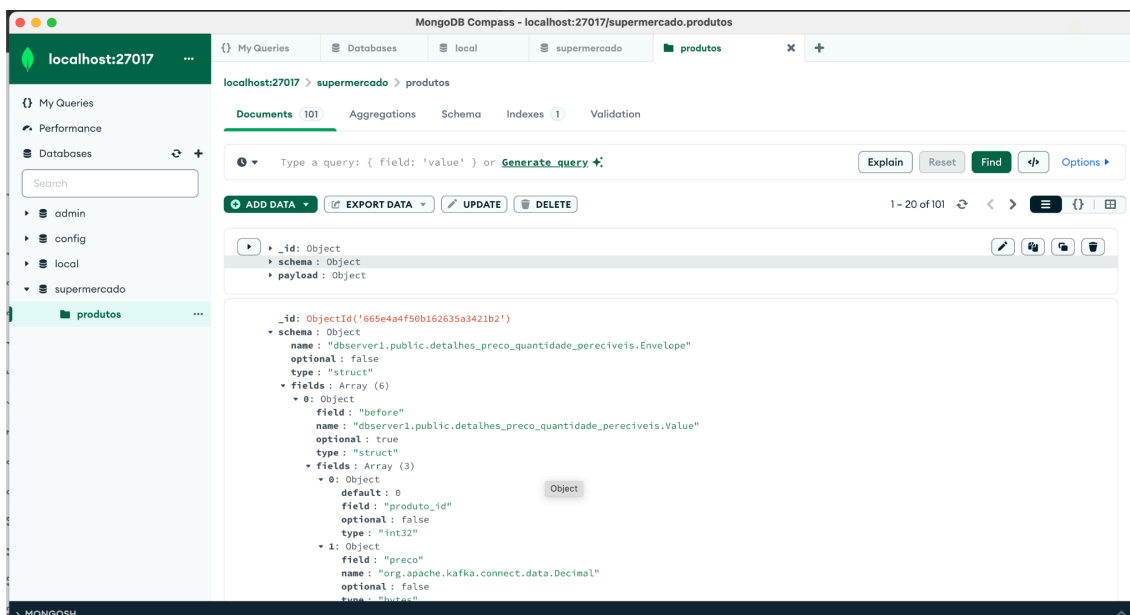 MongoDB Compass - localhost:27017/supermercado.produtos
localhost:27017 ...
{} My Queries
Performance
Databases
Search
admin
config
local
supermercado
produtos ...
{} My Queries Databases local supermercado produtos
localhost:27017 > supermercado > produtos
Documents 101 Aggregations Schema Indexes 1 Validation
Type a query: { field: 'value' } or Generate query
Explain Reset Find </> Options
ADD DATA EXPORT DATA UPDATE DELETE
1 – 20 of 101
{}
_id: Object
schema : Object
payload : Object
_id: ObjectId('665e4a4f50b162635a3421b2')
schema : Object
name : "dbserver1.public.detalhes_preco_quantidade_pereciveis.Envelope"
optional : false
type : "struct"
fields : Array (6)
0: Object
field : "before"
name : "dbserver1.public.detalhes_preco_quantidade_pereciveis.Value"
optional : true
type : "struct"
fields : Array (3)
0: Object
Object
default : 0
field : "produto_id"
optional : false
type : "int32"
1: Object
field : "preco"
name : "org.apache.kafka.connect.data.Decimal"
optional : false
type : "bytes"
> MONGOSH